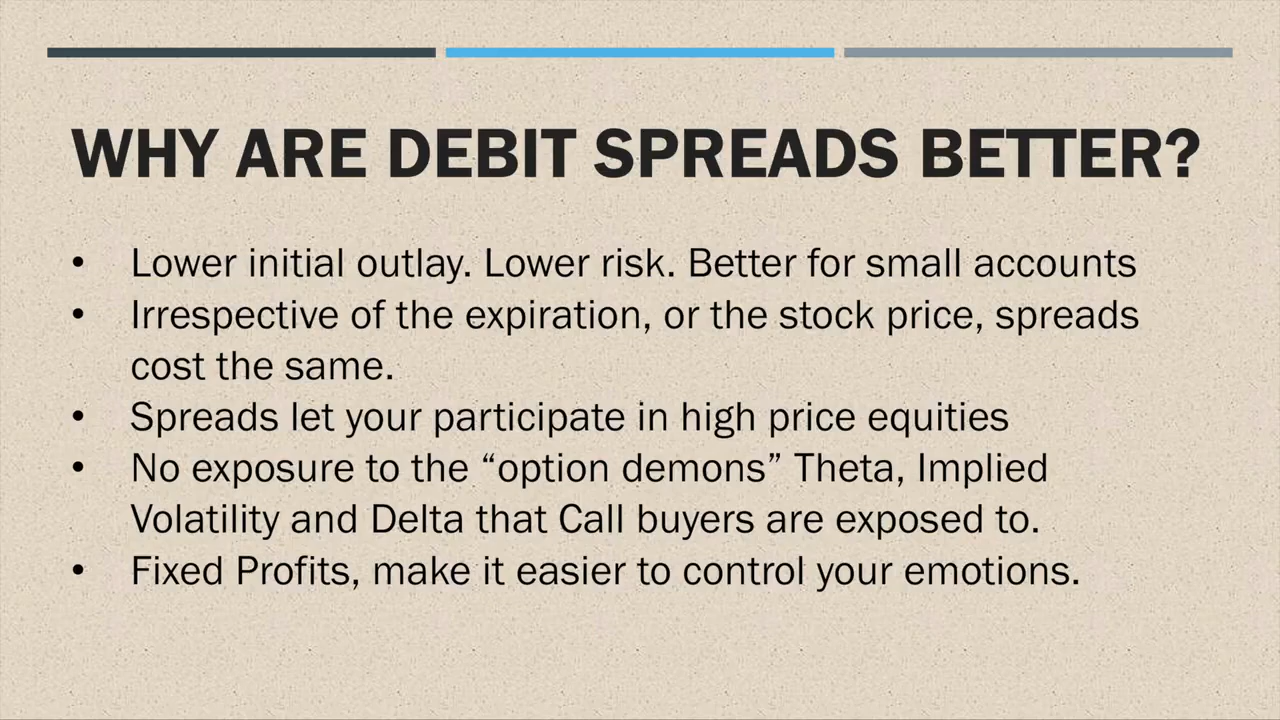 WHY ARE DEBIT SPREADS BETTER?
• Lower initial outlay. Lower risk. Better for small accounts
• Irrespective of the expiration, or the stock price, spreads
cost the same.
• Spreads let your participate in high price equities
• No exposure to the “option demons” Theta, Implied
Volatility and Delta that Call buyers are exposed to.
• Fixed Profits, make it easier to control your emotions.